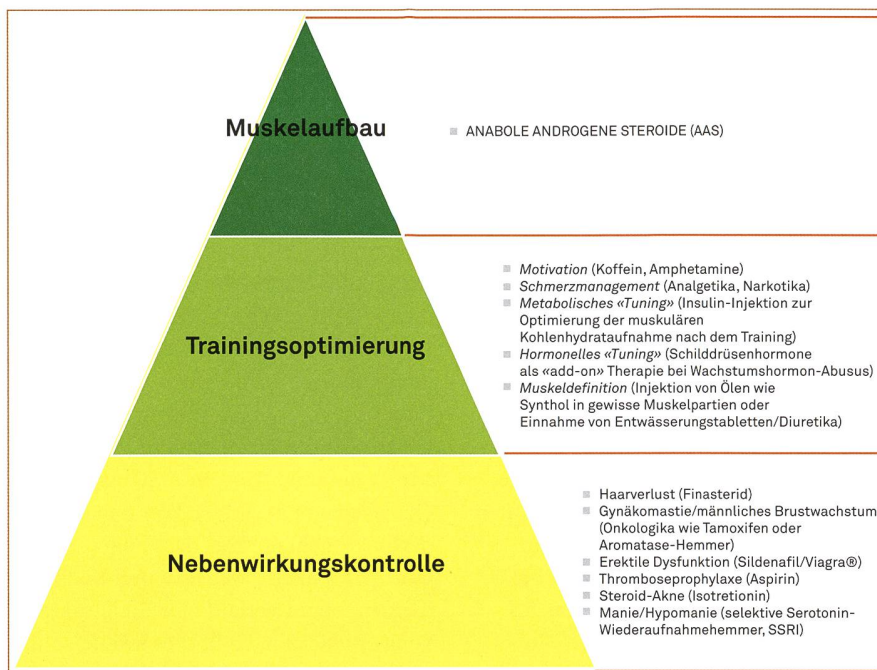 Muskelaufbau
ANABOLE ANDROGENE STEROIDE (AAS)
Trainingsoptimierung
Motivation (Koffein, Amphetamine)
Schmerzmanagement (Analgetika, Narkotika)
Metabolisches «Tuning» (Insulin-Injektion zur
Optimierung der muskulären
Kohlenhydrataufnahme nach dem Training)
Hormonelles «Tuning» (Schilddrüsenhormone
als «add-on» Therapie bei Wachstumshormon-Abusus)
Muskeldefinition (Injektion von Ölen wie
Synthol in gewisse Muskelpartien oder
Einnahme von Entwässerungstabletten/Diuretika)
Nebenwirkungskontrolle
Haarverlust (Finasterid)
Gynäkomastie/männliches Brustwachstum
(Onkologika wie Tamoxifen oder
Aromatase-Hemmer)
Erektile Dysfunktion (Sildenafil/Viagra®)
Thromboseprophylaxe (Aspirin)
Steroid-Akne (Isotretionin)
Manie/Hypomanie (selektive Serotonin-
Wiederaufnahmehemmer, SSRI)